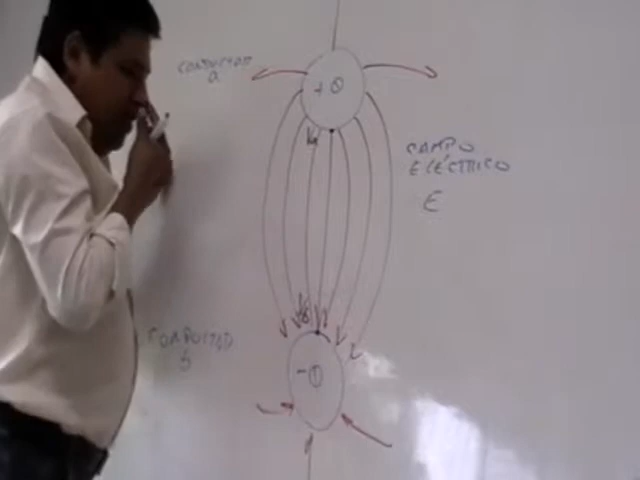 CONDUCTOR
a
+ Q
CAMPO
ELÉCTRICO
E
CONDUCTOR
b
- Q